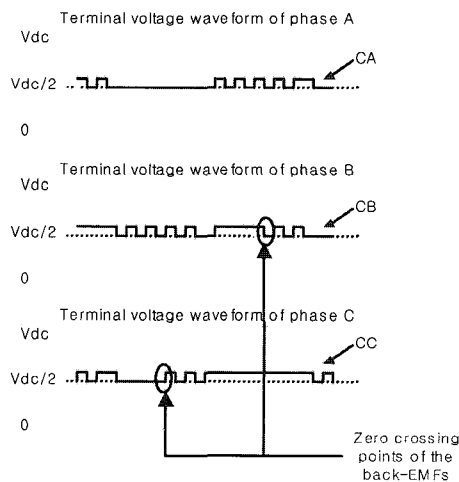 Terminal voltage waveform of phase A
Vdc
CA
Vdc/2
0
Terminal voltage waveform of phase B
Vdc
CB
Vdc/2
0
Terminal voltage waveform of phase C
Vdc
CC
Vdc/2
0
Zero crossing
points of the
back-EMFs